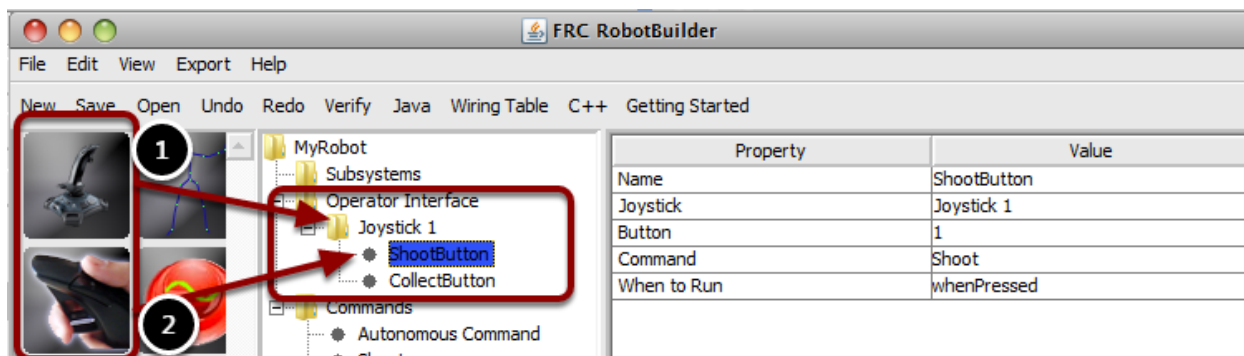 FRC RobotBuilder
File Edit View Export Help
New Save Open Undo Redo Verify Java Wiring Table C++ Getting Started
1
2
MyRobot
Subsystems
Operator Interface
Joystick 1
ShootButton
CollectButton
Commands
Autonomous Command
Property Value
Name ShootButton
Joystick Joystick 1
Button 1
Command Shoot
When to Run whenPressed